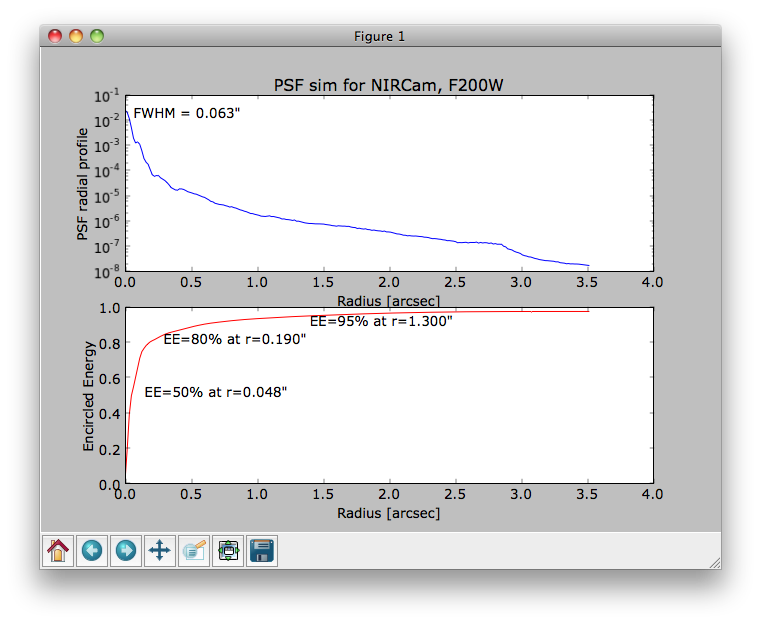 Figure 1
PSF sim for NIRCam, F200W
FWHM = 0.063"
PSF radial profile
10^-1
10^-2
10^-3
10^-4
10^-5
10^-6
10^-7
10^-8
0.0 0.5 1.0 1.5 2.0 2.5 3.0 3.5 4.0
Radius [arcsec]
Encircled Energy
1.0
0.8
0.6
0.4
0.2
0.0
EE=95% at r=1.300"
EE=80% at r=0.190"
EE=50% at r=0.048"
0.0 0.5 1.0 1.5 2.0 2.5 3.0 3.5 4.0
Radius [arcsec]